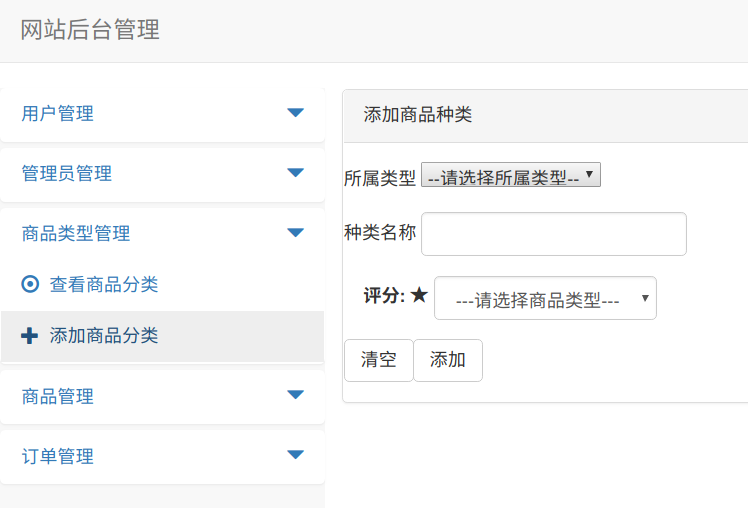 网站后台管理
用户管理
管理员管理
商品类型管理
查看商品分类
添加商品分类
商品管理
订单管理
添加商品种类
所属类型 --请选择所属类型--
种类名称
评分: ★ ---请选择商品类型---
清空 添加